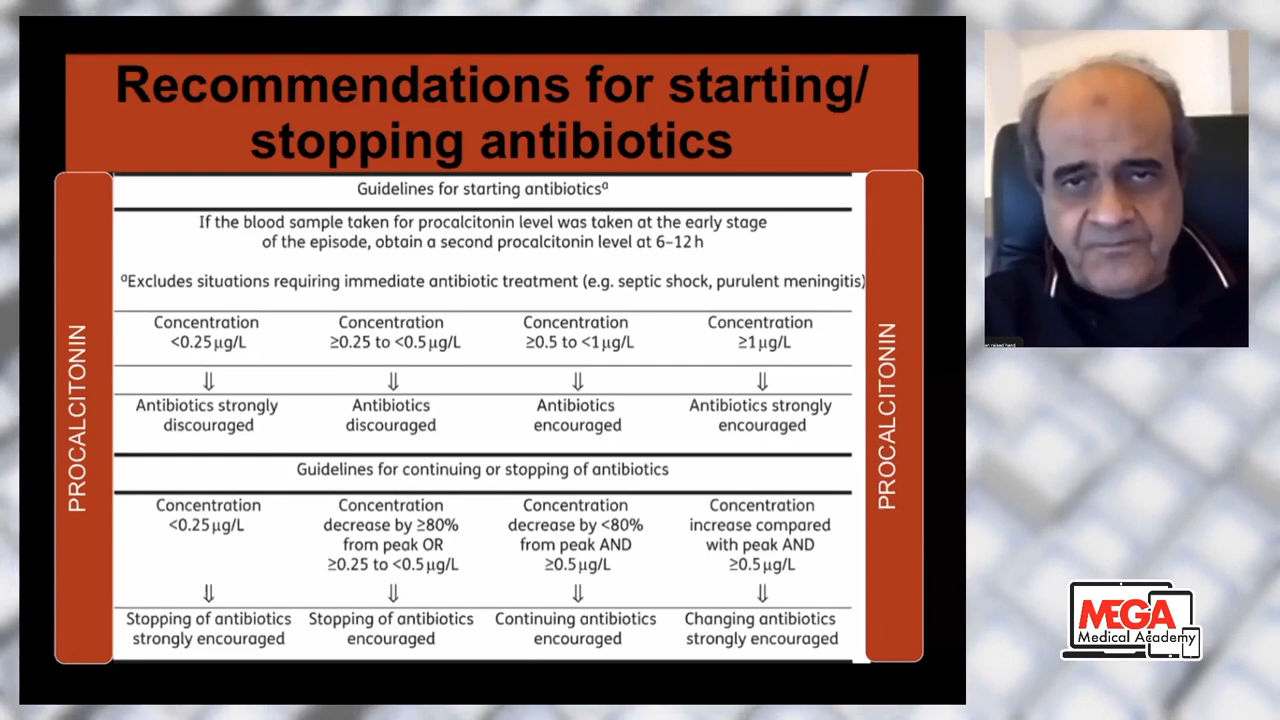 Recommendations for starting/
stopping antibiotics
PROCALCITONIN
Guidelines for starting antibioticsᵃ
If the blood sample taken for procalcitonin level was taken at the early stage
of the episode, obtain a second procalcitonin level at 6–12 h
ᵃExcludes situations requiring immediate antibiotic treatment (e.g. septic shock, purulent meningitis)
Concentration
<0.25 µg/L
Concentration
≥0.25 to <0.5 µg/L
Concentration
≥0.5 to <1 µg/L
Concentration
≥1 µg/L
⇓ ⇓ ⇓ ⇓
Antibiotics strongly
discouraged
Antibiotics
discouraged
Antibiotics
encouraged
Antibiotics strongly
encouraged
Guidelines for continuing or stopping of antibiotics
Concentration
<0.25 µg/L
Concentration
decrease by ≥80%
from peak OR
≥0.25 to <0.5 µg/L
Concentration
decrease by <80%
from peak AND
≥0.5 µg/L
Concentration
increase compared
with peak AND
≥0.5 µg/L
⇓ ⇓ ⇓ ⇓
Stopping of antibiotics
strongly encouraged
Stopping of antibiotics
encouraged
Continuing antibiotics
encouraged
Changing antibiotics
strongly encouraged
PROCALCITONIN
MEGA
Medical Academy